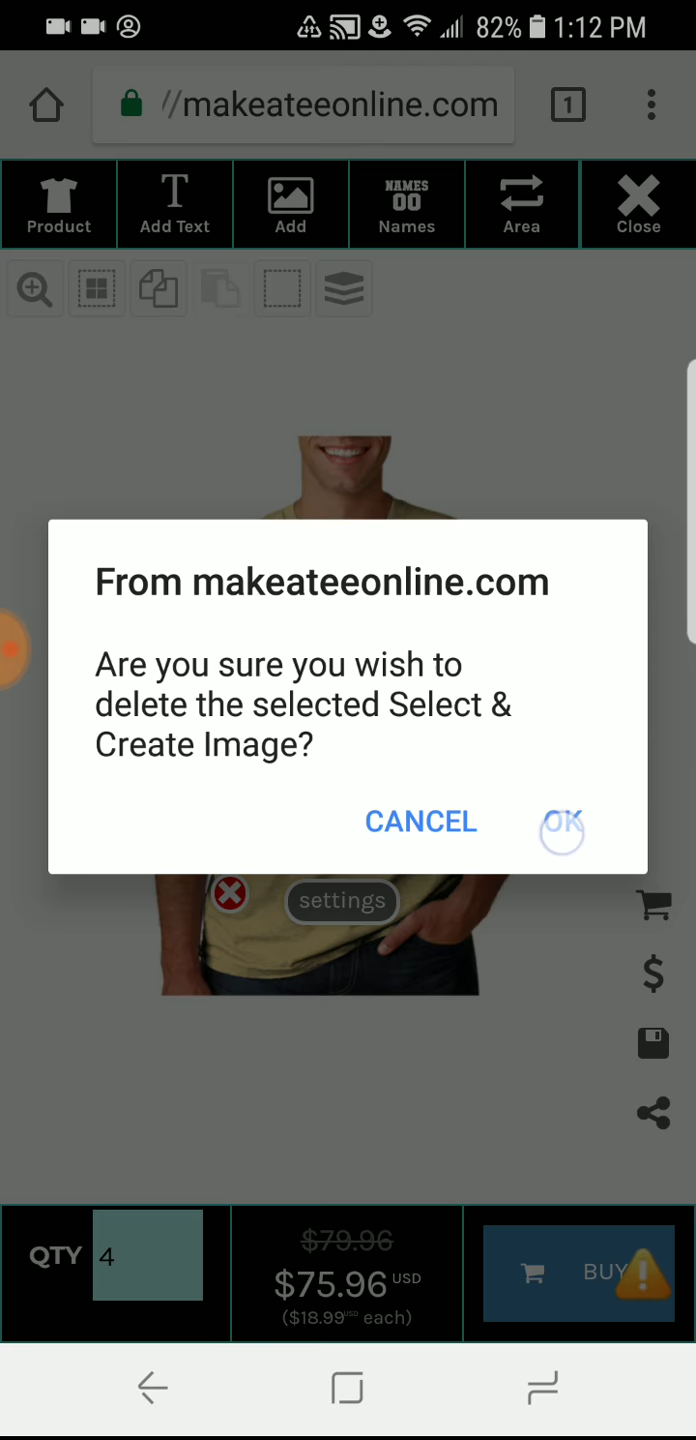 82% 1:12 PM
//makeateeonline.com 1
Product Add Text Add NAMES 00 Names Area Close
From makeateeonline.com
Are you sure you wish to
delete the selected Select &
Create Image?
CANCEL OK
settings
$
$79.96
QTY 4 $75.96 USD BUY
($18.99 USD each)